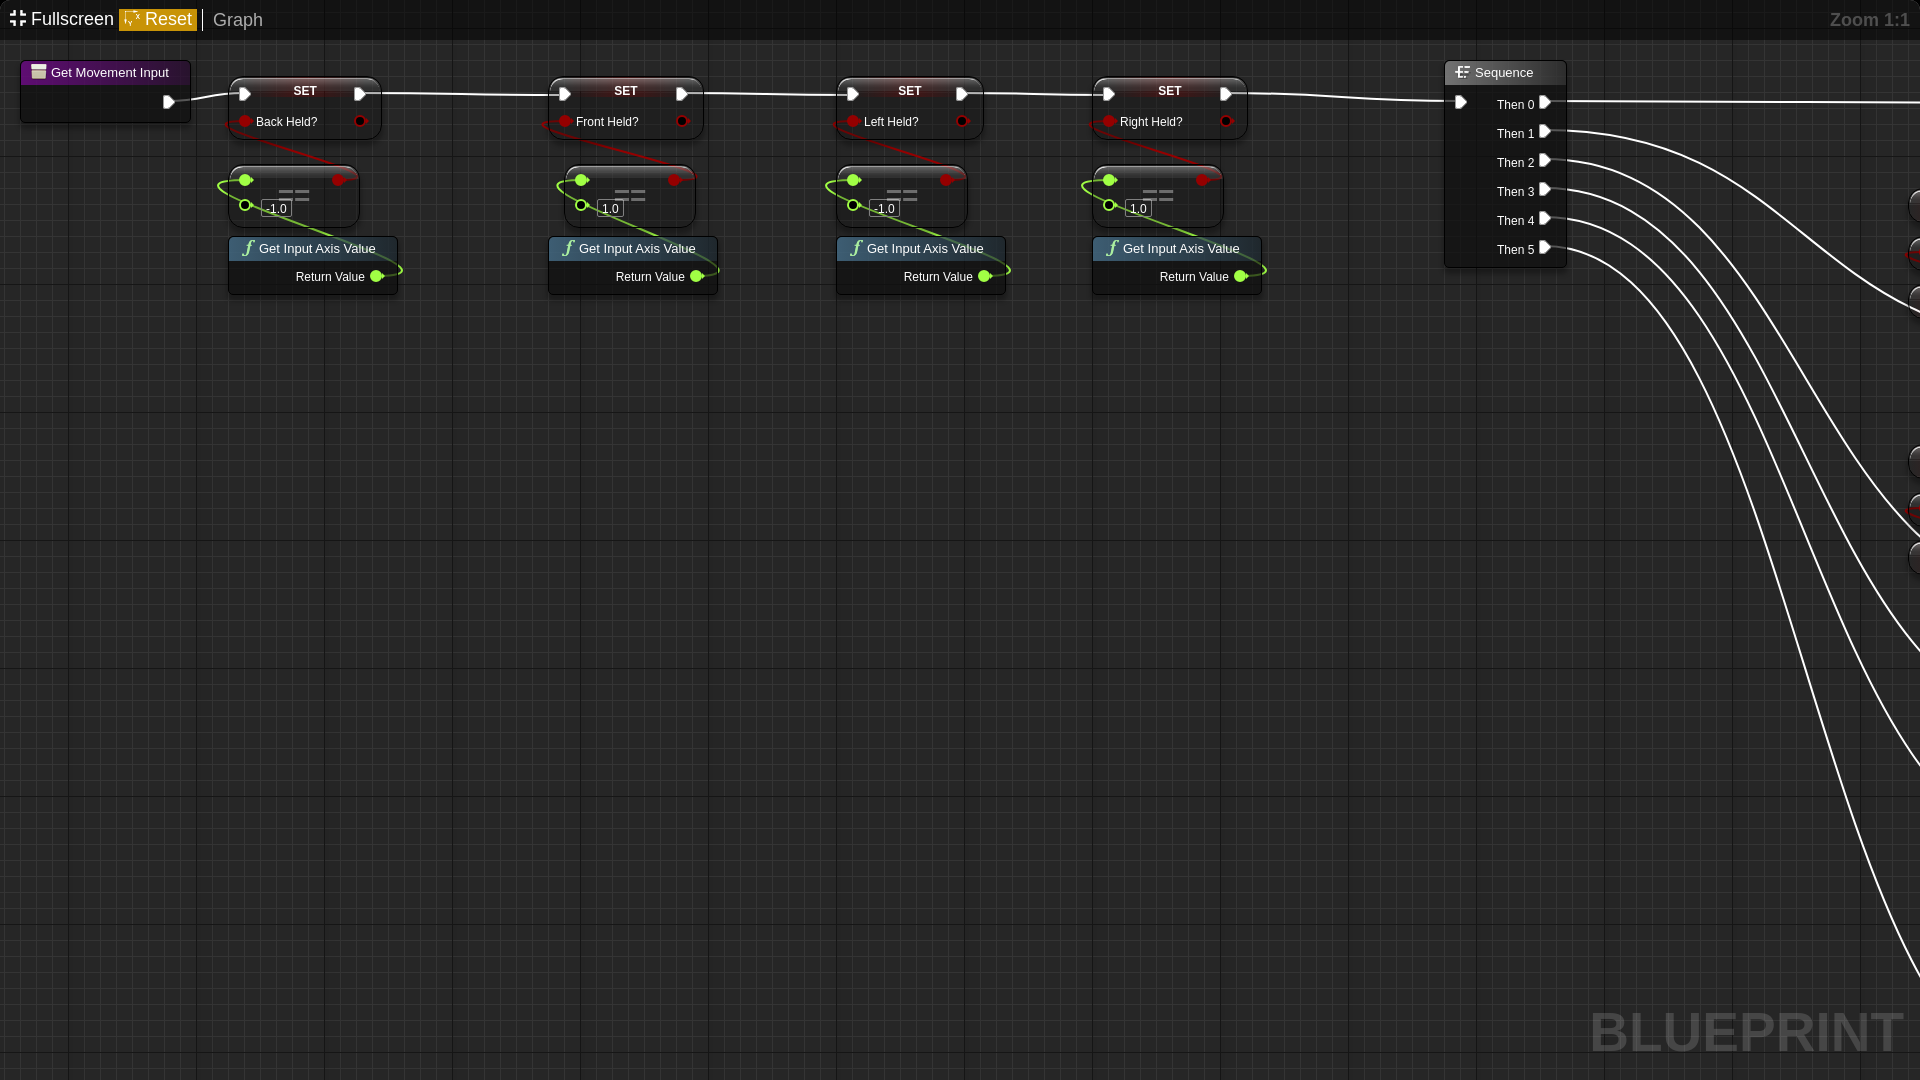 Fullscreen Reset Graph Zoom 1:1
Get Movement Input
SET
Back Held?
-1.0
Get Input Axis Value
Return Value
SET
Front Held?
1.0
Get Input Axis Value
Return Value
SET
Left Held?
-1.0
Get Input Axis Value
Return Value
SET
Right Held?
1.0
Get Input Axis Value
Return Value
Sequence
Then 0
Then 1
Then 2
Then 3
Then 4
Then 5
BLUEPRINT